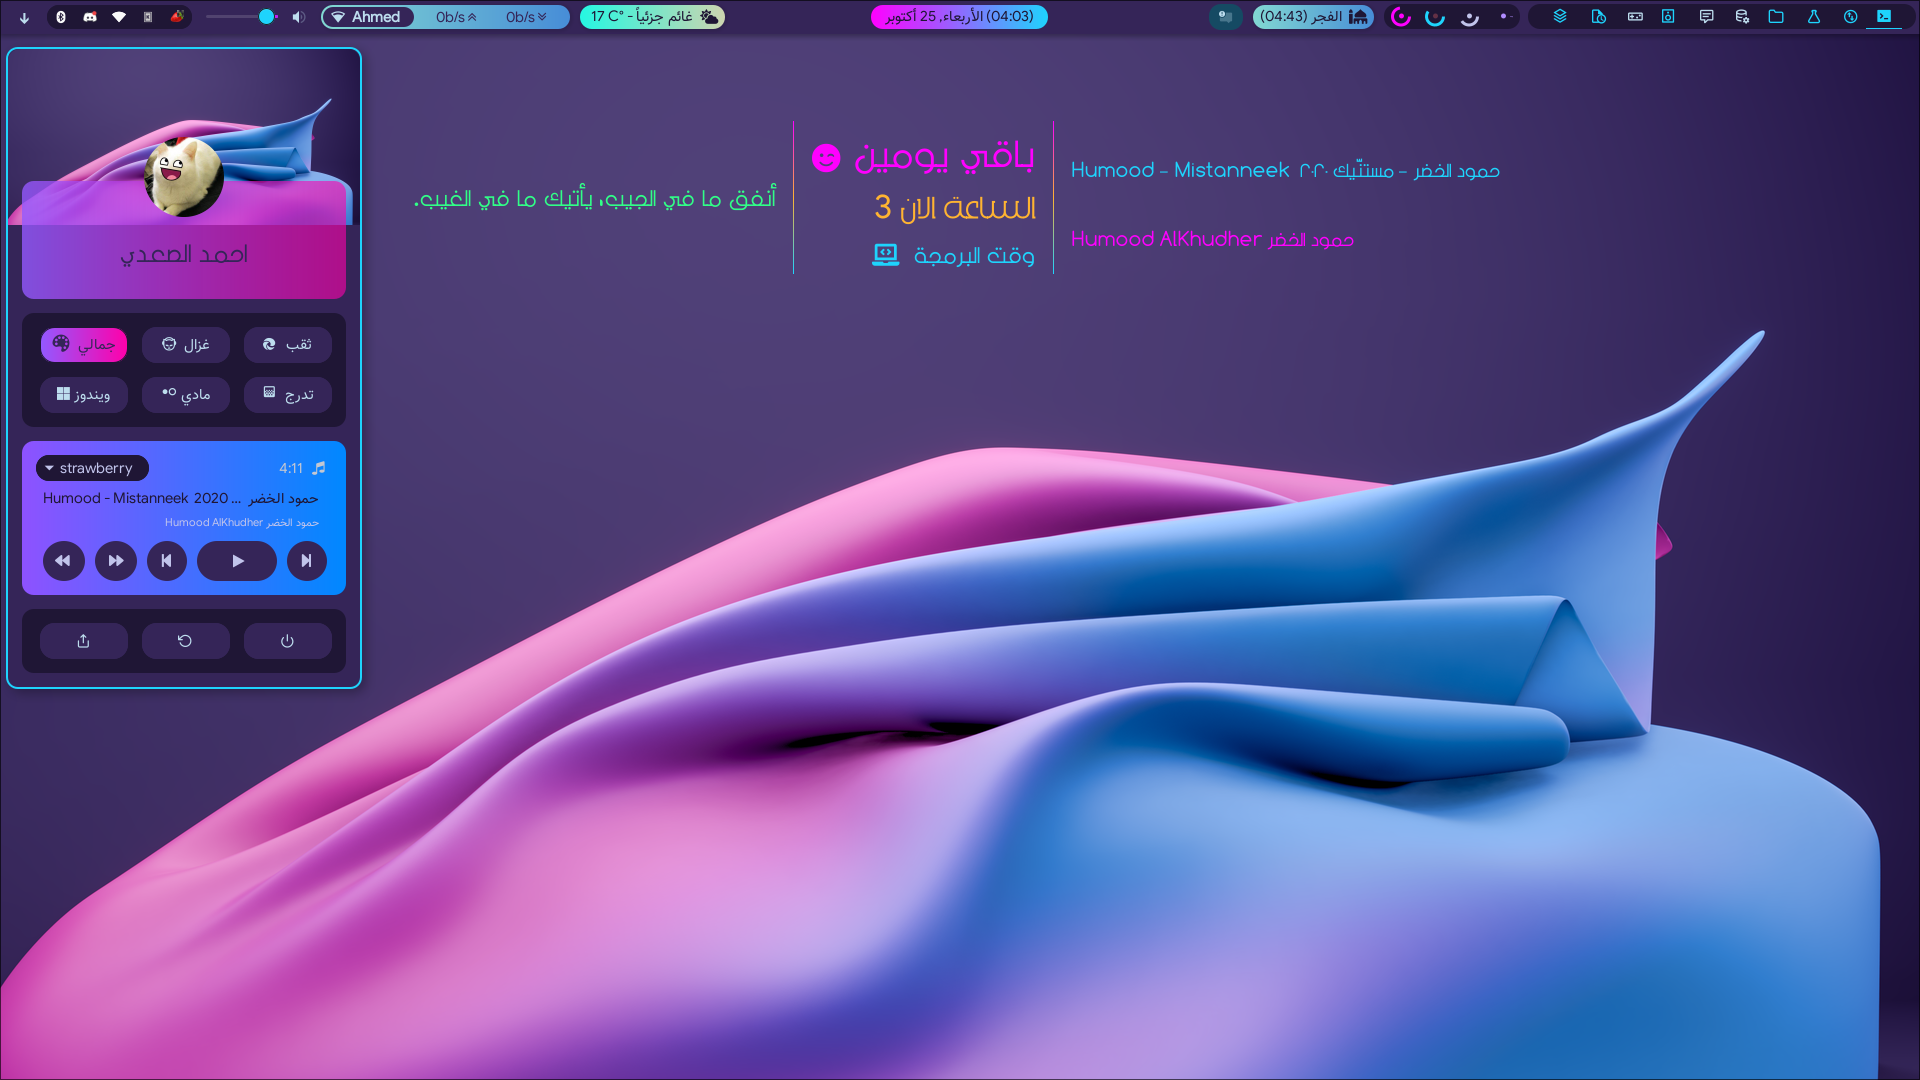 Ahmed
0b/s
0b/s
غائم جزئياً - 17 C°
(04:03) الأربعاء, 25 أكتوبر
الفجر (04:43)
احمد الصعدي
جمالي
غزال
ثقب
ويندوز
مادي
تدرج
strawberry
4:11
Humood - Mistanneek 2020 ... حمود الخضر
Humood AlKhudher حمود الخضر
أنفق ما في الجيب، يأتيك ما في الغيب.
باقي يومين
الساعة الان 3
وقت البرمجة
Humood - Mistanneek ٢٠٢٠ حمود الخضر - مستنّيك
Humood AlKhudher حمود الخضر